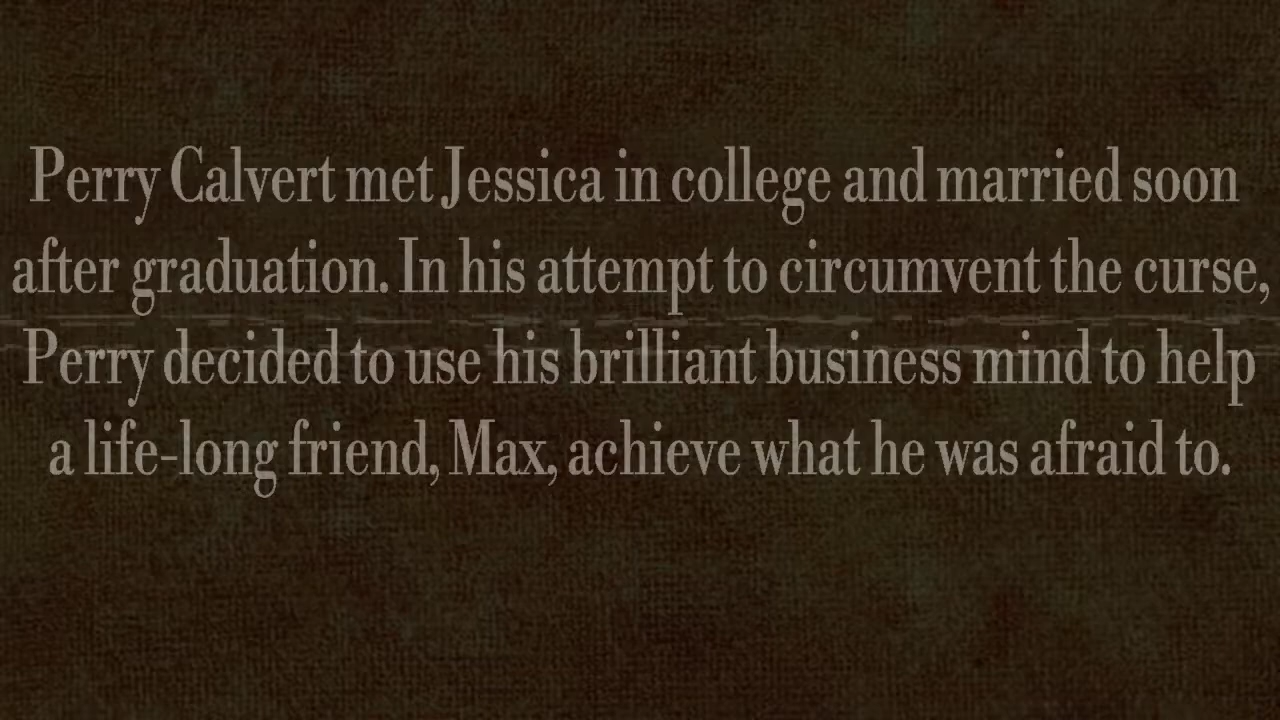 Perry Calvert met Jessica in college and married soon
after graduation. In his attempt to circumvent the curse,
Perry decided to use his brilliant business mind to help
a life-long friend, Max, achieve what he was afraid to.